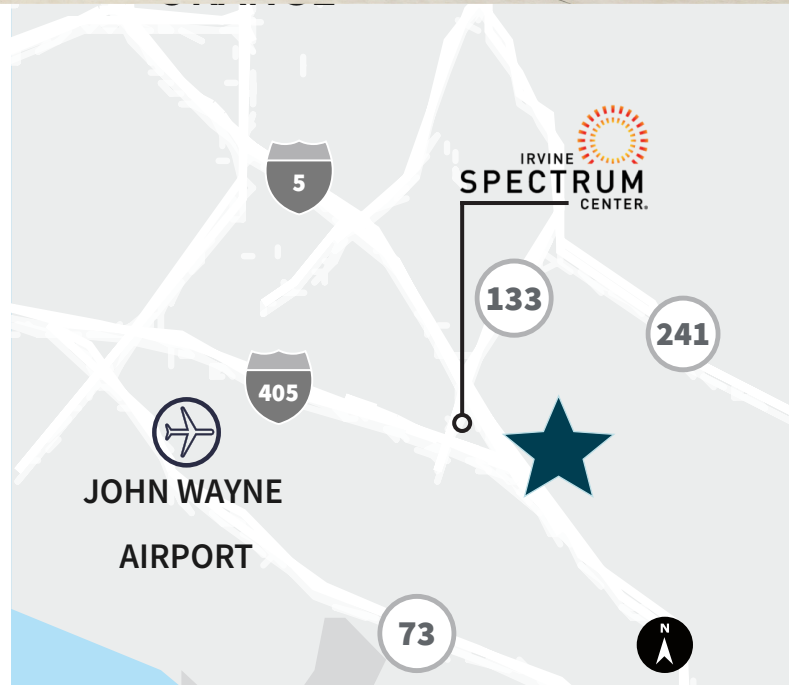 5
IRVINE
SPECTRUM
CENTER.
133
241
405
JOHN WAYNE
AIRPORT
73
N